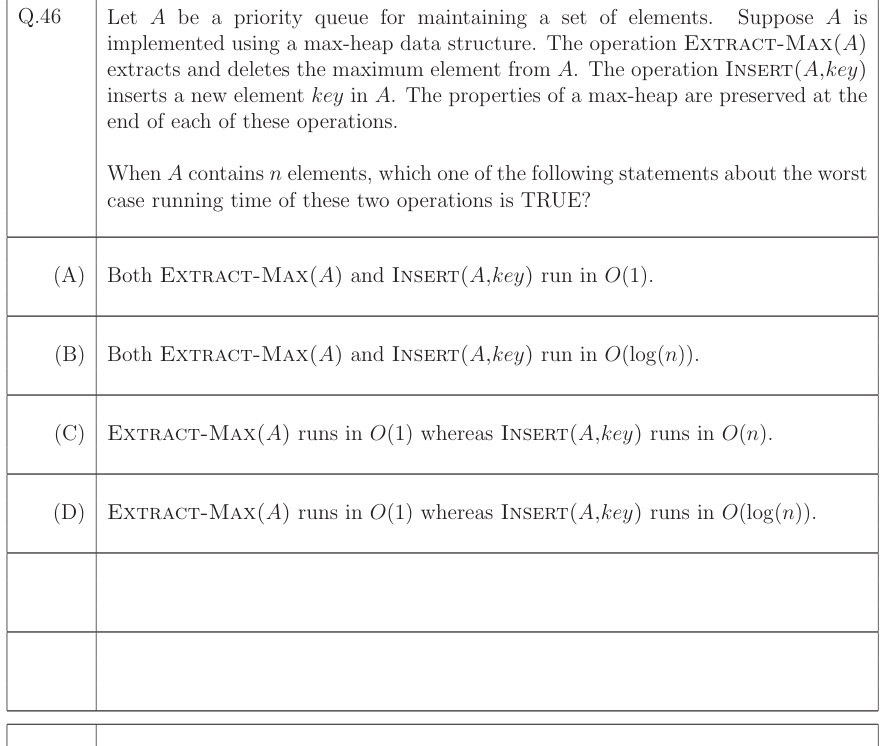 Q.46 Let A be a priority queue for maintaining a set of elements. Suppose A is
implemented using a max-heap data structure. The operation EXTRACT-MAX(A)
extracts and deletes the maximum element from A. The operation INSERT(A,key)
inserts a new element key in A. The properties of a max-heap are preserved at the
end of each of these operations.
When A contains n elements, which one of the following statements about the worst
case running time of these two operations is TRUE?
(A) Both EXTRACT-MAX(A) and INSERT(A,key) run in O(1).
(B) Both EXTRACT-MAX(A) and INSERT(A,key) run in O(log(n)).
(C) EXTRACT-MAX(A) runs in O(1) whereas INSERT(A,key) runs in O(n).
(D) EXTRACT-MAX(A) runs in O(1) whereas INSERT(A,key) runs in O(log(n)).